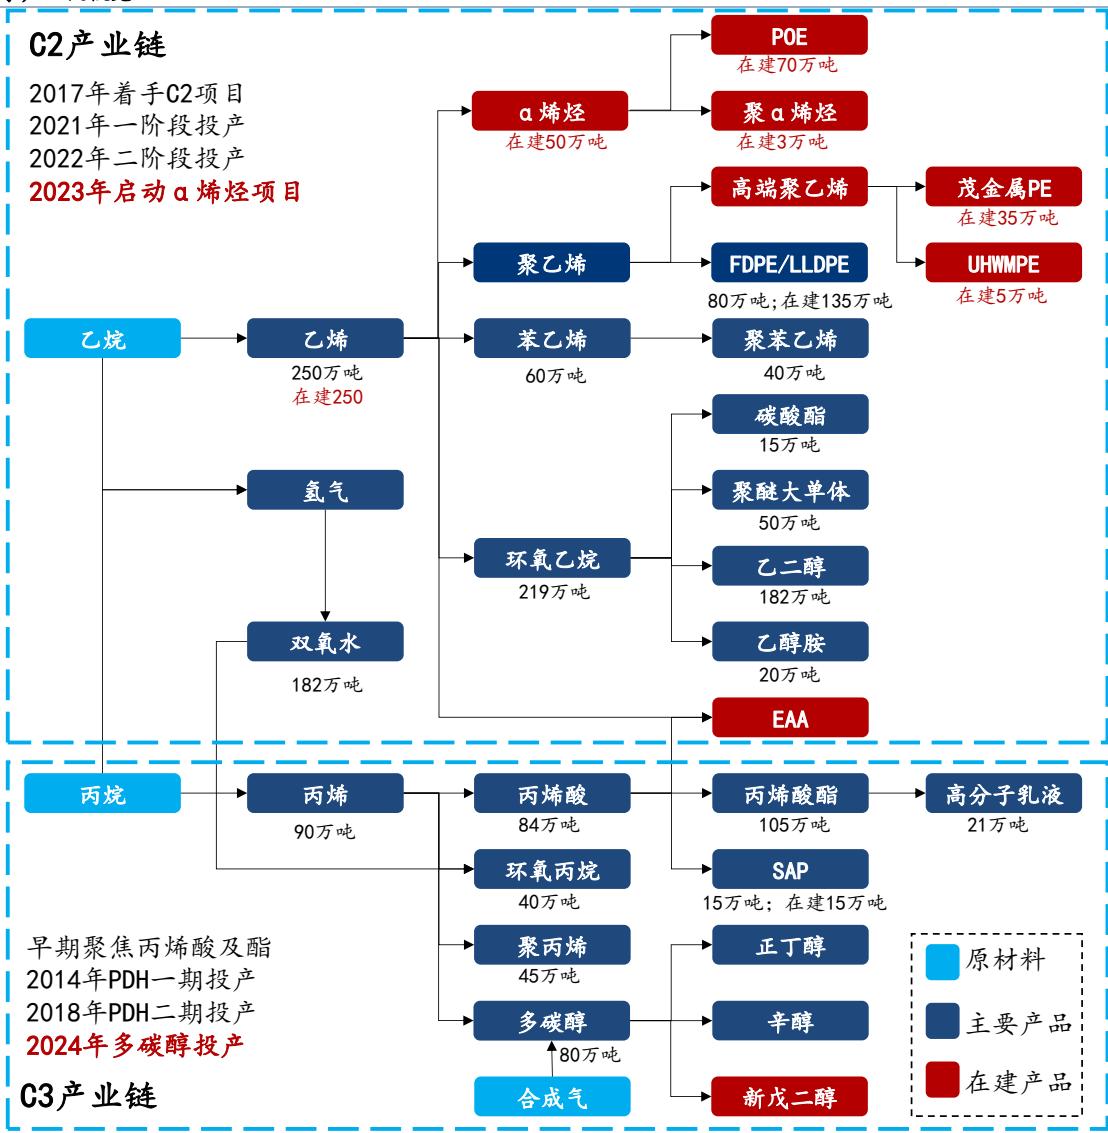 C2产业链
2017年着手C2项目
2021年一阶段投产
2022年二阶段投产
2023年启动α烯烃项目
POE
在建70万吨
α烯烃
在建50万吨
聚α烯烃
在建3万吨
高端聚乙烯
茂金属PE
在建35万吨
聚乙烯
FDPE/LLDPE
80万吨;在建135万吨
UHWMPE
在建5万吨
乙烷
乙烯
250万吨
在建250
苯乙烯
60万吨
聚苯乙烯
40万吨
碳酸酯
15万吨
氢气
聚醚大单体
50万吨
环氧乙烷
219万吨
乙二醇
182万吨
双氧水
182万吨
乙醇胺
20万吨
EAA
丙烷
丙烯
90万吨
丙烯酸
84万吨
丙烯酸酯
105万吨
高分子乳液
21万吨
环氧丙烷
40万吨
SAP
15万吨；在建15万吨
早期聚焦丙烯酸及酯
2014年PDH一期投产
2018年PDH二期投产
2024年多碳醇投产
C3产业链
聚丙烯
45万吨
正丁醇
多碳醇
80万吨
辛醇
合成气
新戊二醇
原材料
主要产品
在建产品